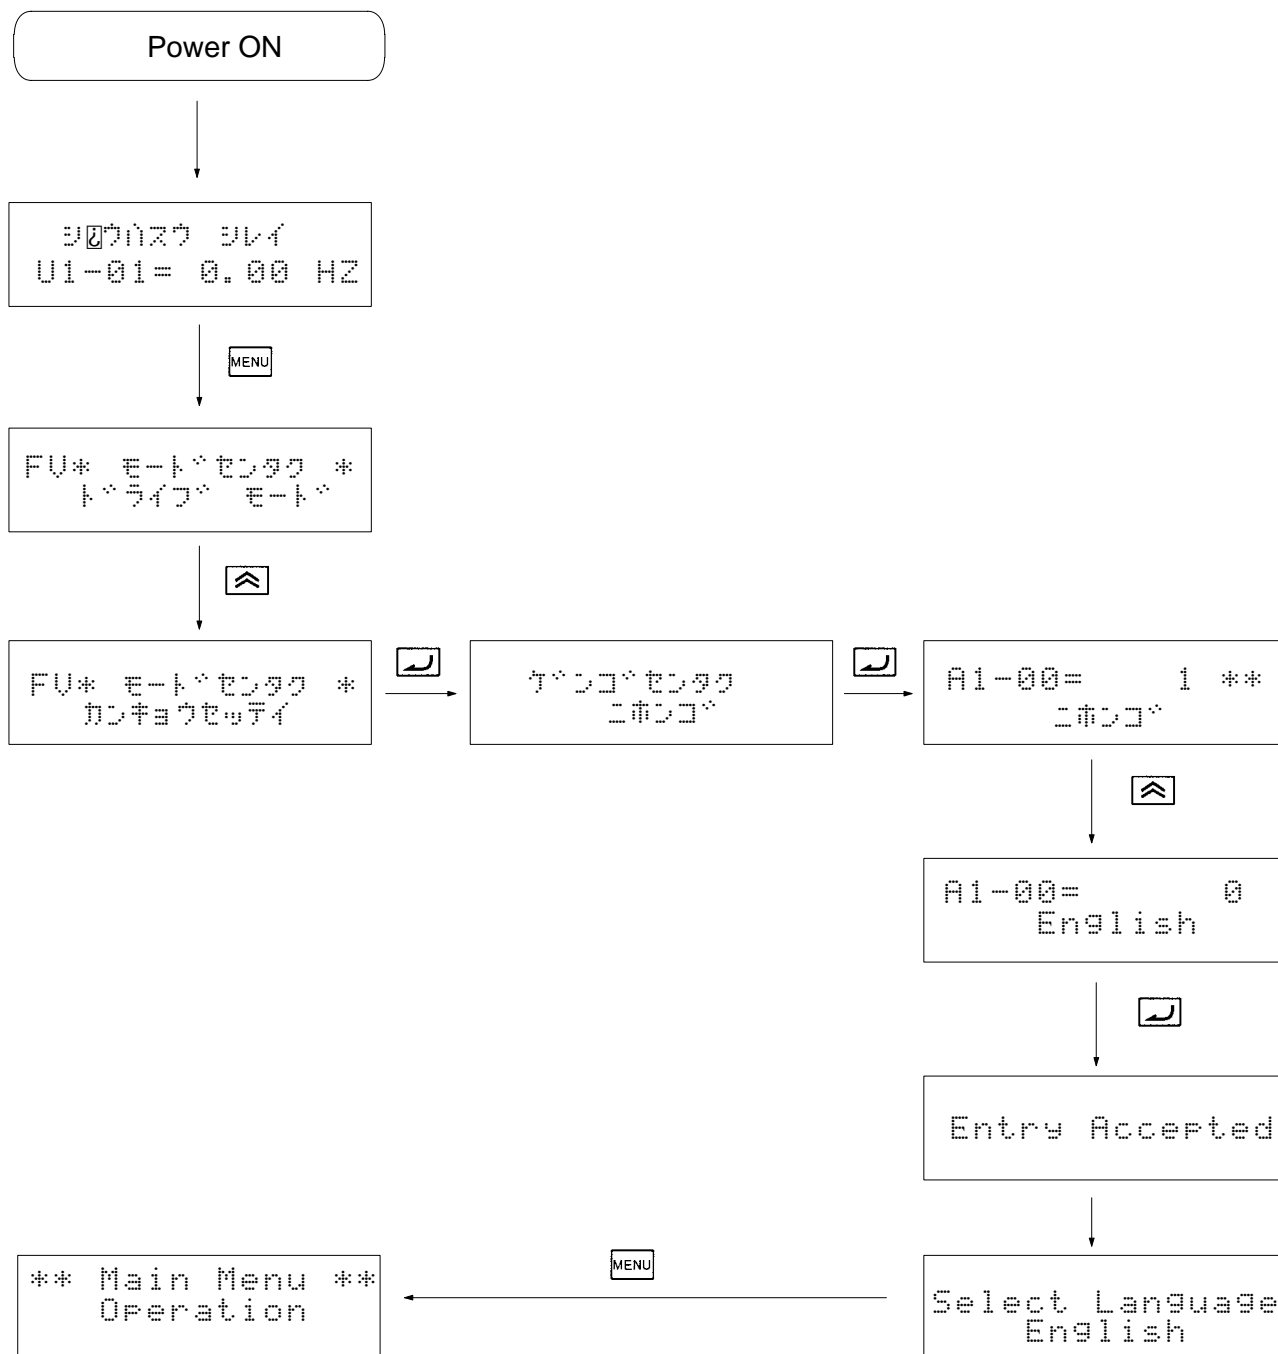 Power ON
シ¿ウハスウ シレイ
U1-01= 0.00 HZ
MENU
FV* モードセンタク *
ドライブ モード
FV* モードセンタク *
カンキョウセッテイ
ゲンゴセンタク
ニホンゴ
A1-00= 1 **
ニホンゴ
A1-00= 0
English
Entry Accepted
Select Language
English
MENU
** Main Menu **
Operation